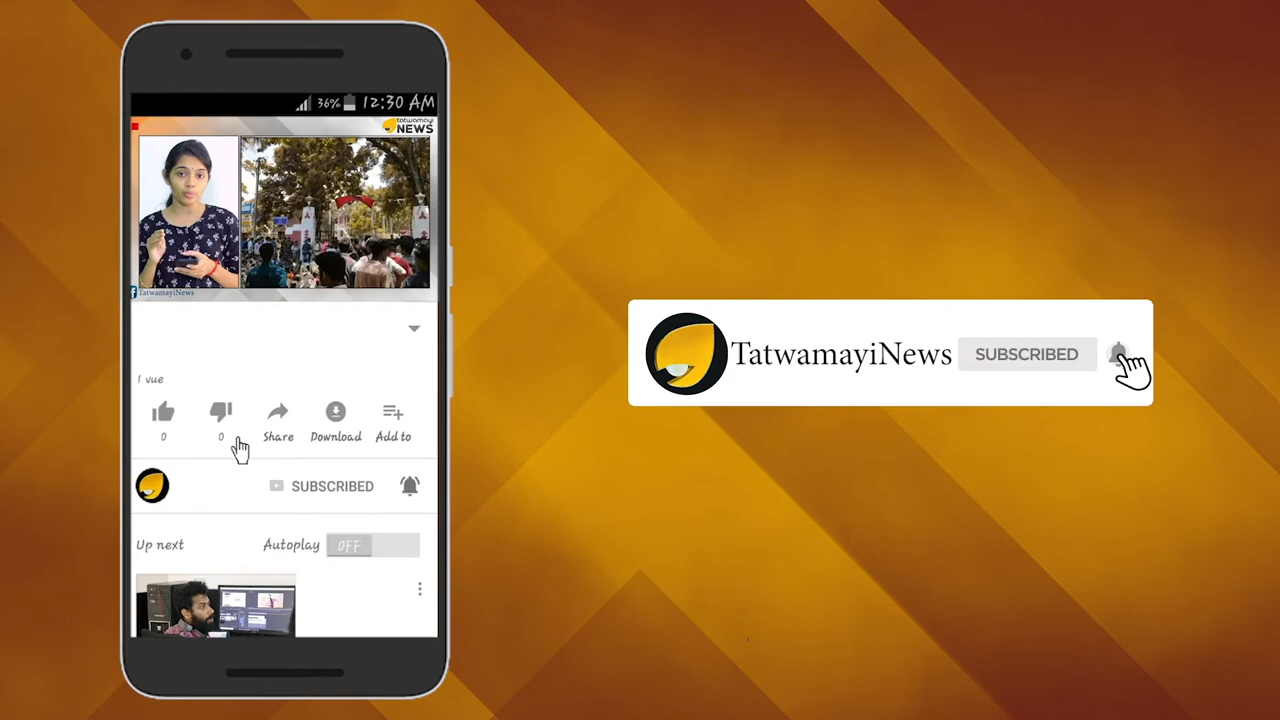 36% 12:30 AM
tatwamayi
NEWS
TatwamayiNews
1 vue
0 0 Share Download Add to
SUBSCRIBED
Up next Autoplay OFF
TatwamayiNews SUBSCRIBED